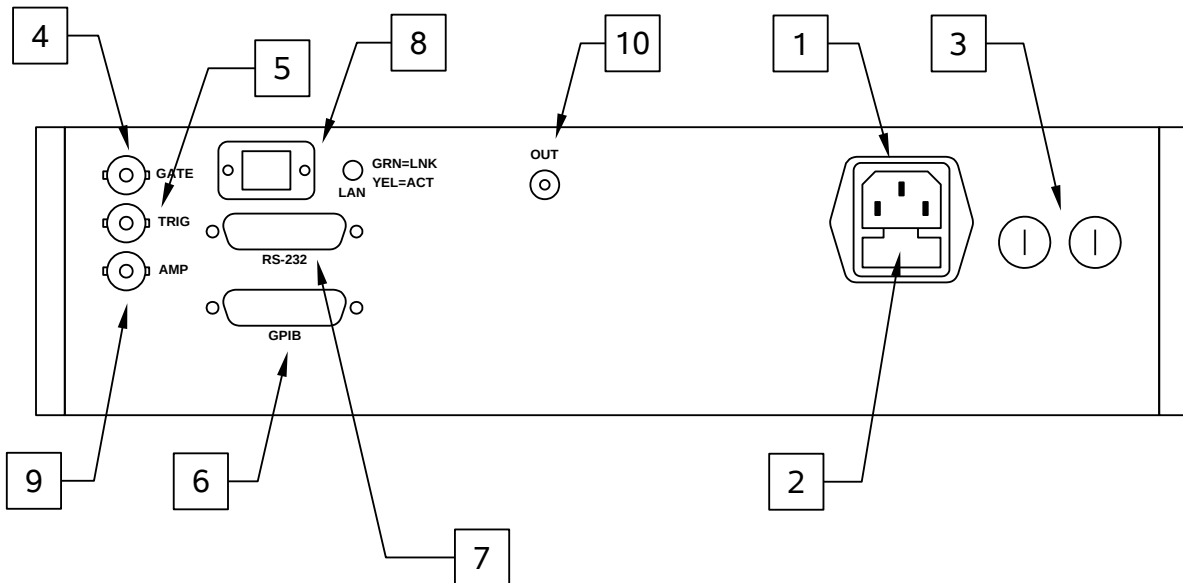 4
5
8
10
1
3
GATE
TRIG
AMP
LAN
GRN=LNK
YEL=ACT
RS-232
GPIB
OUT
9
6
7
2